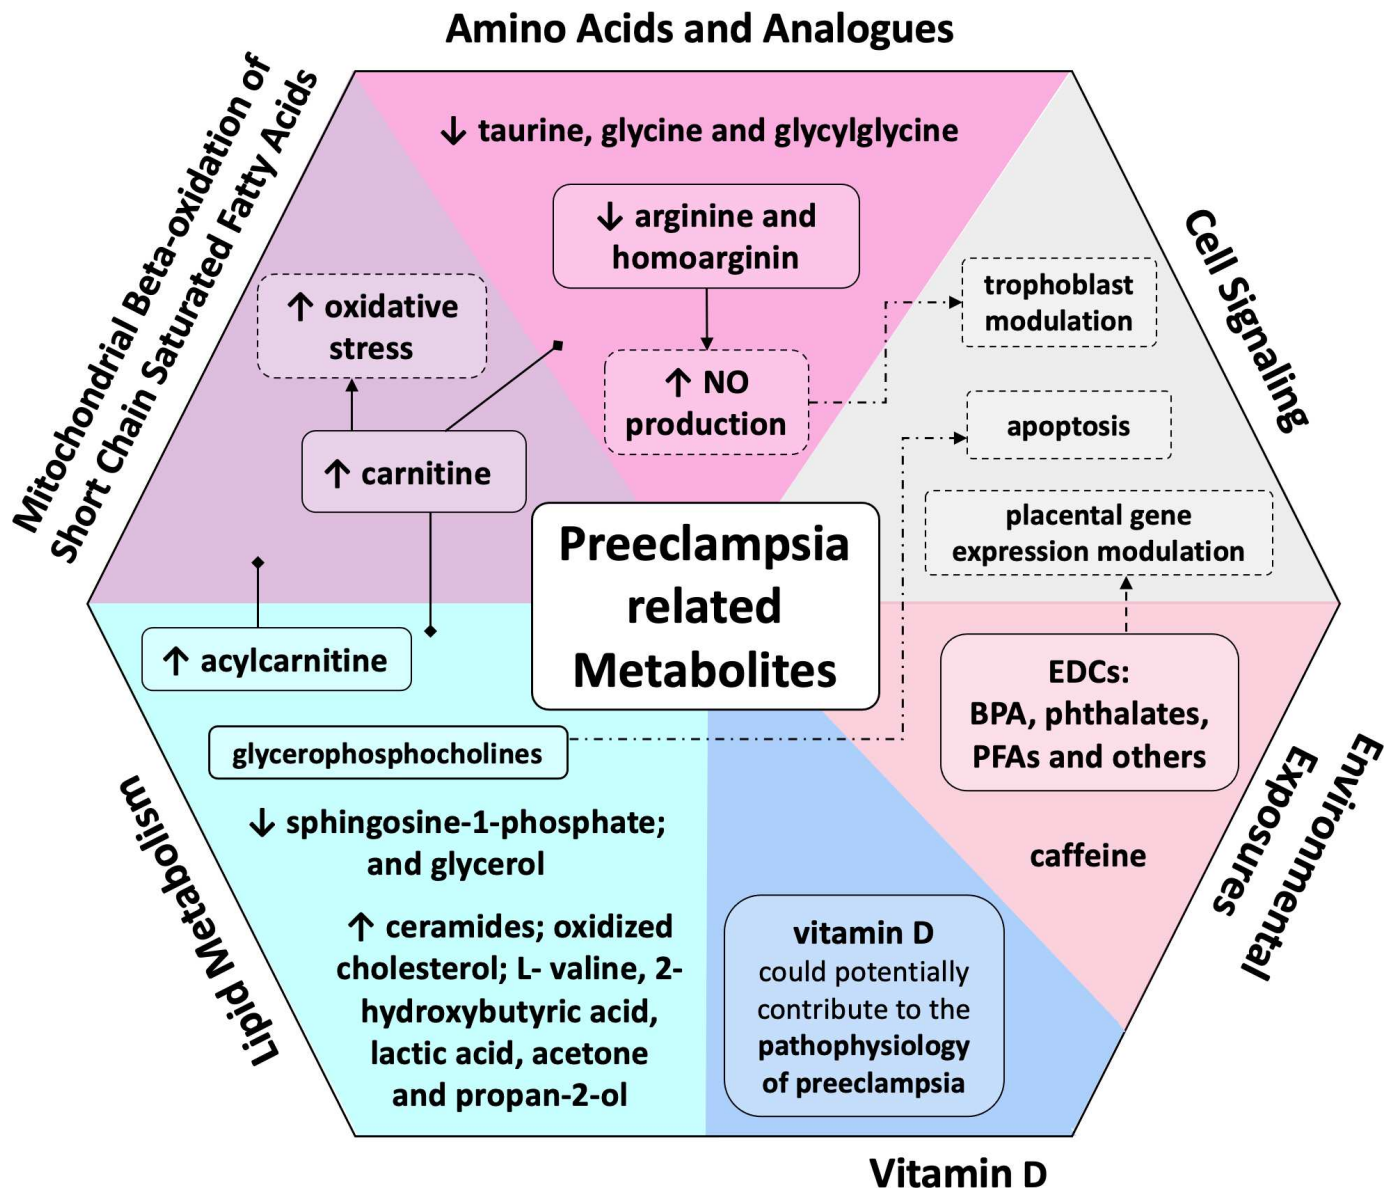 Amino Acids and Analogues
Mitochondrial Beta-oxidation of
Short Chain Saturated Fatty Acids
↓ taurine, glycine and glycylglycine
↓ arginine and
homoarginin
↑ NO
production
↑ oxidative
stress
↑ carnitine
Cell Signaling
trophoblast
modulation
apoptosis
placental gene
expression modulation
Preeclampsia
related
Metabolites
↑ acylcarnitine
glycerophosphocholines
↓ sphingosine-1-phosphate;
and glycerol
↑ ceramides; oxidized
cholesterol; L- valine, 2-
hydroxybutyric acid,
lactic acid, acetone
and propan-2-ol
Lipid Metabolism
EDCs:
BPA, phthalates,
PFAs and others
caffeine
Environmental
Exposures
vitamin D
could potentially
contribute to the
pathophysiology
of preeclampsia
Vitamin D